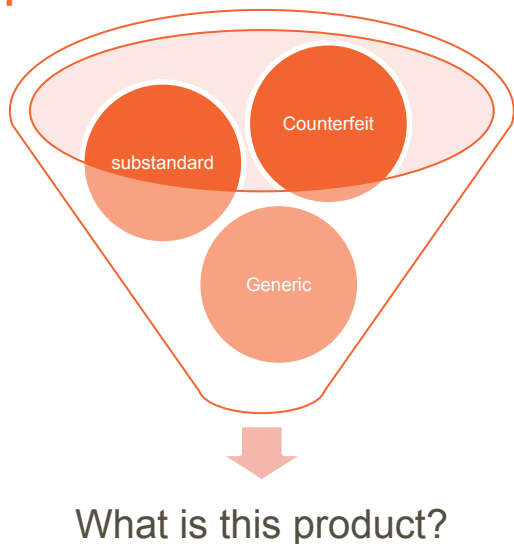 Counterfeit
substandard
Generic
What is this product?